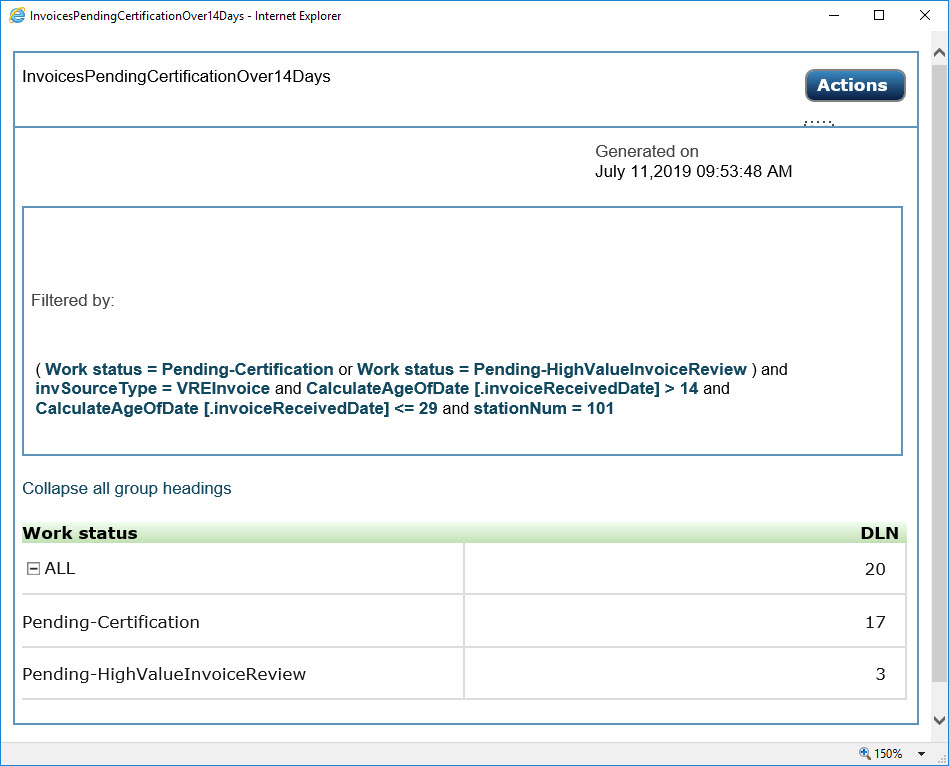 InvoicesPendingCertificationOver14Days - Internet Explorer
InvoicesPendingCertificationOver14Days
Actions
Generated on
July 11,2019 09:53:48 AM
Filtered by:
( Work status = Pending-Certification or Work status = Pending-HighValueInvoiceReview ) and
invSourceType = VREInvoice and CalculateAgeOfDate [.invoiceReceivedDate] > 14 and
CalculateAgeOfDate [.invoiceReceivedDate] <= 29 and stationNum = 101
Collapse all group headings
Work status DLN
ALL 20
Pending-Certification 17
Pending-HighValueInvoiceReview 3
150%